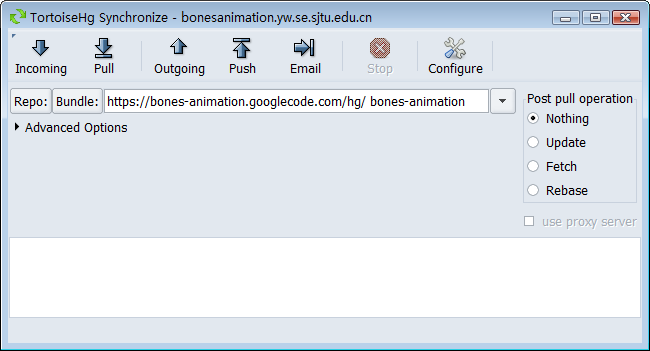 TortoiseHg Synchronize - bonesanimation.yw.se.sjtu.edu.cn
Incoming Pull Outgoing Push Email Stop Configure
Repo: Bundle: https://bones-animation.googlecode.com/hg/ bones-animation
Advanced Options
Post pull operation
Nothing
Update
Fetch
Rebase
use proxy server